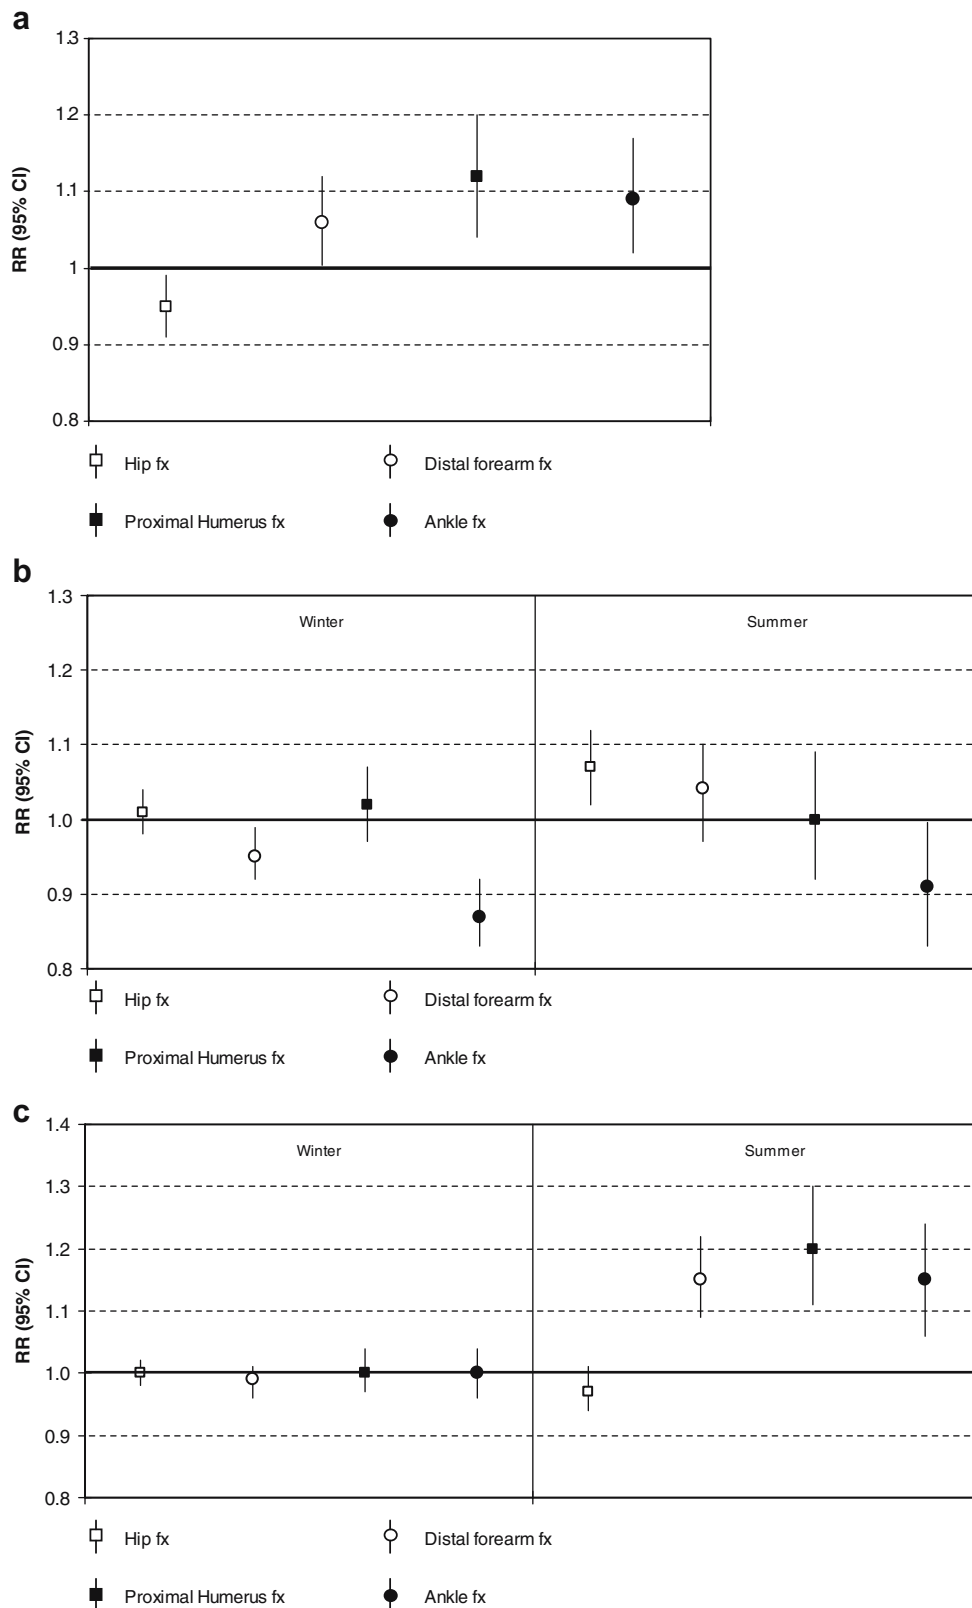 a
1.3
1.2
1.1
1
0.9
0.8
RR (95% CI)
Hip fx
Distal forearm fx
Proximal Humerus fx
Ankle fx
b
1.3
1.2
1.1
1.0
0.9
0.8
RR (95% CI)
Winter
Summer
Hip fx
Distal forearm fx
Proximal Humerus fx
Ankle fx
c
1.4
1.3
1.2
1.1
1.0
0.9
0.8
RR (95% CI)
Winter
Summer
Hip fx
Distal forearm fx
Proximal Humerus fx
Ankle fx